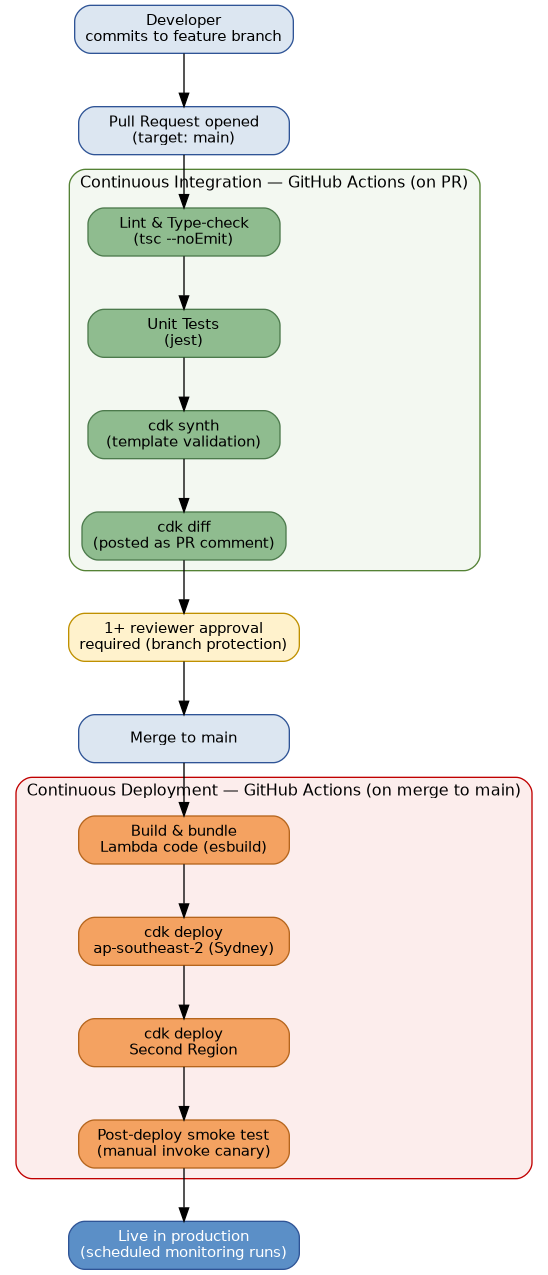 Developer
commits to feature branch
Pull Request opened
(target: main)
Continuous Integration — GitHub Actions (on PR)
Lint & Type-check
(tsc --noEmit)
Unit Tests
(jest)
cdk synth
(template validation)
cdk diff
(posted as PR comment)
1+ reviewer approval
required (branch protection)
Merge to main
Continuous Deployment — GitHub Actions (on merge to main)
Build & bundle
Lambda code (esbuild)
cdk deploy
ap-southeast-2 (Sydney)
cdk deploy
Second Region
Post-deploy smoke test
(manual invoke canary)
Live in production
(scheduled monitoring runs)